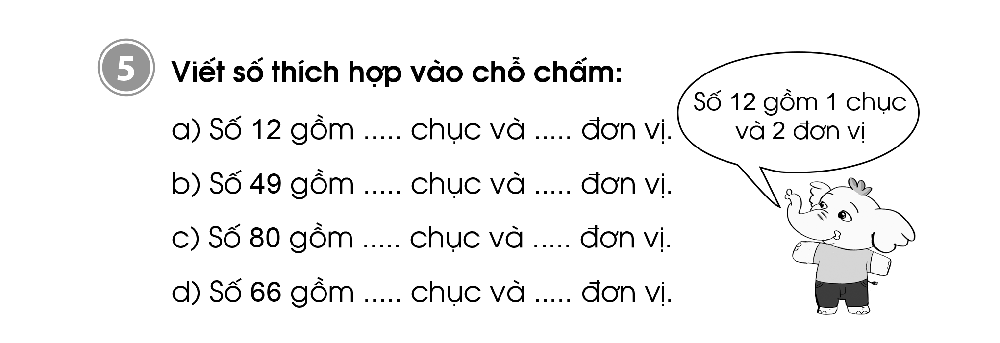 5 Viết số thích hợp vào chỗ chấm:
Số 12 gồm 1 chục
và 2 đơn vị
a) Số 12 gồm ..... chục và ..... đơn vị.
b) Số 49 gồm ..... chục và ..... đơn vị.
c) Số 80 gồm ..... chục và ..... đơn vị.
d) Số 66 gồm ..... chục và ..... đơn vị.